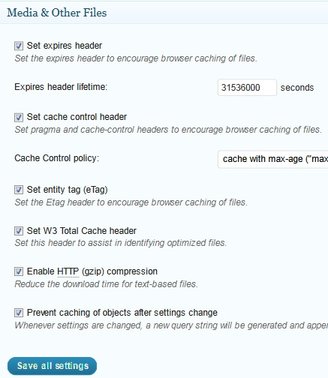 Media & Other Files
Set expires header
Set the expires header to encourage browser caching of files.
Expires header lifetime: 31536000 seconds
Set cache control header
Set pragma and cache-control headers to encourage browser caching of files.
Cache Control policy: cache with max-age ("max
Set entity tag (eTag)
Set the Etag header to encourage browser caching of files.
Set W3 Total Cache header
Set this header to assist in identifying optimized files.
Enable HTTP (gzip) compression
Reduce the download time for text-based files.
Prevent caching of objects after settings change
Whenever settings are changed, a new query string will be generated and appen
Save all settings